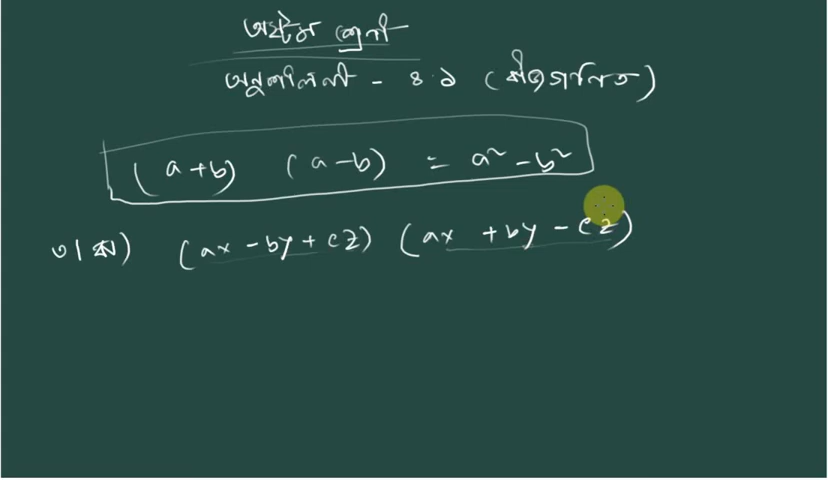 অষ্টম শ্রেণী
অনুশীলনী - ৪.১ (বীজগণিত)
(a+b) (a-b) = a² - b²
৩। ঝ) (ax - by + cz) (ax + by - cz)